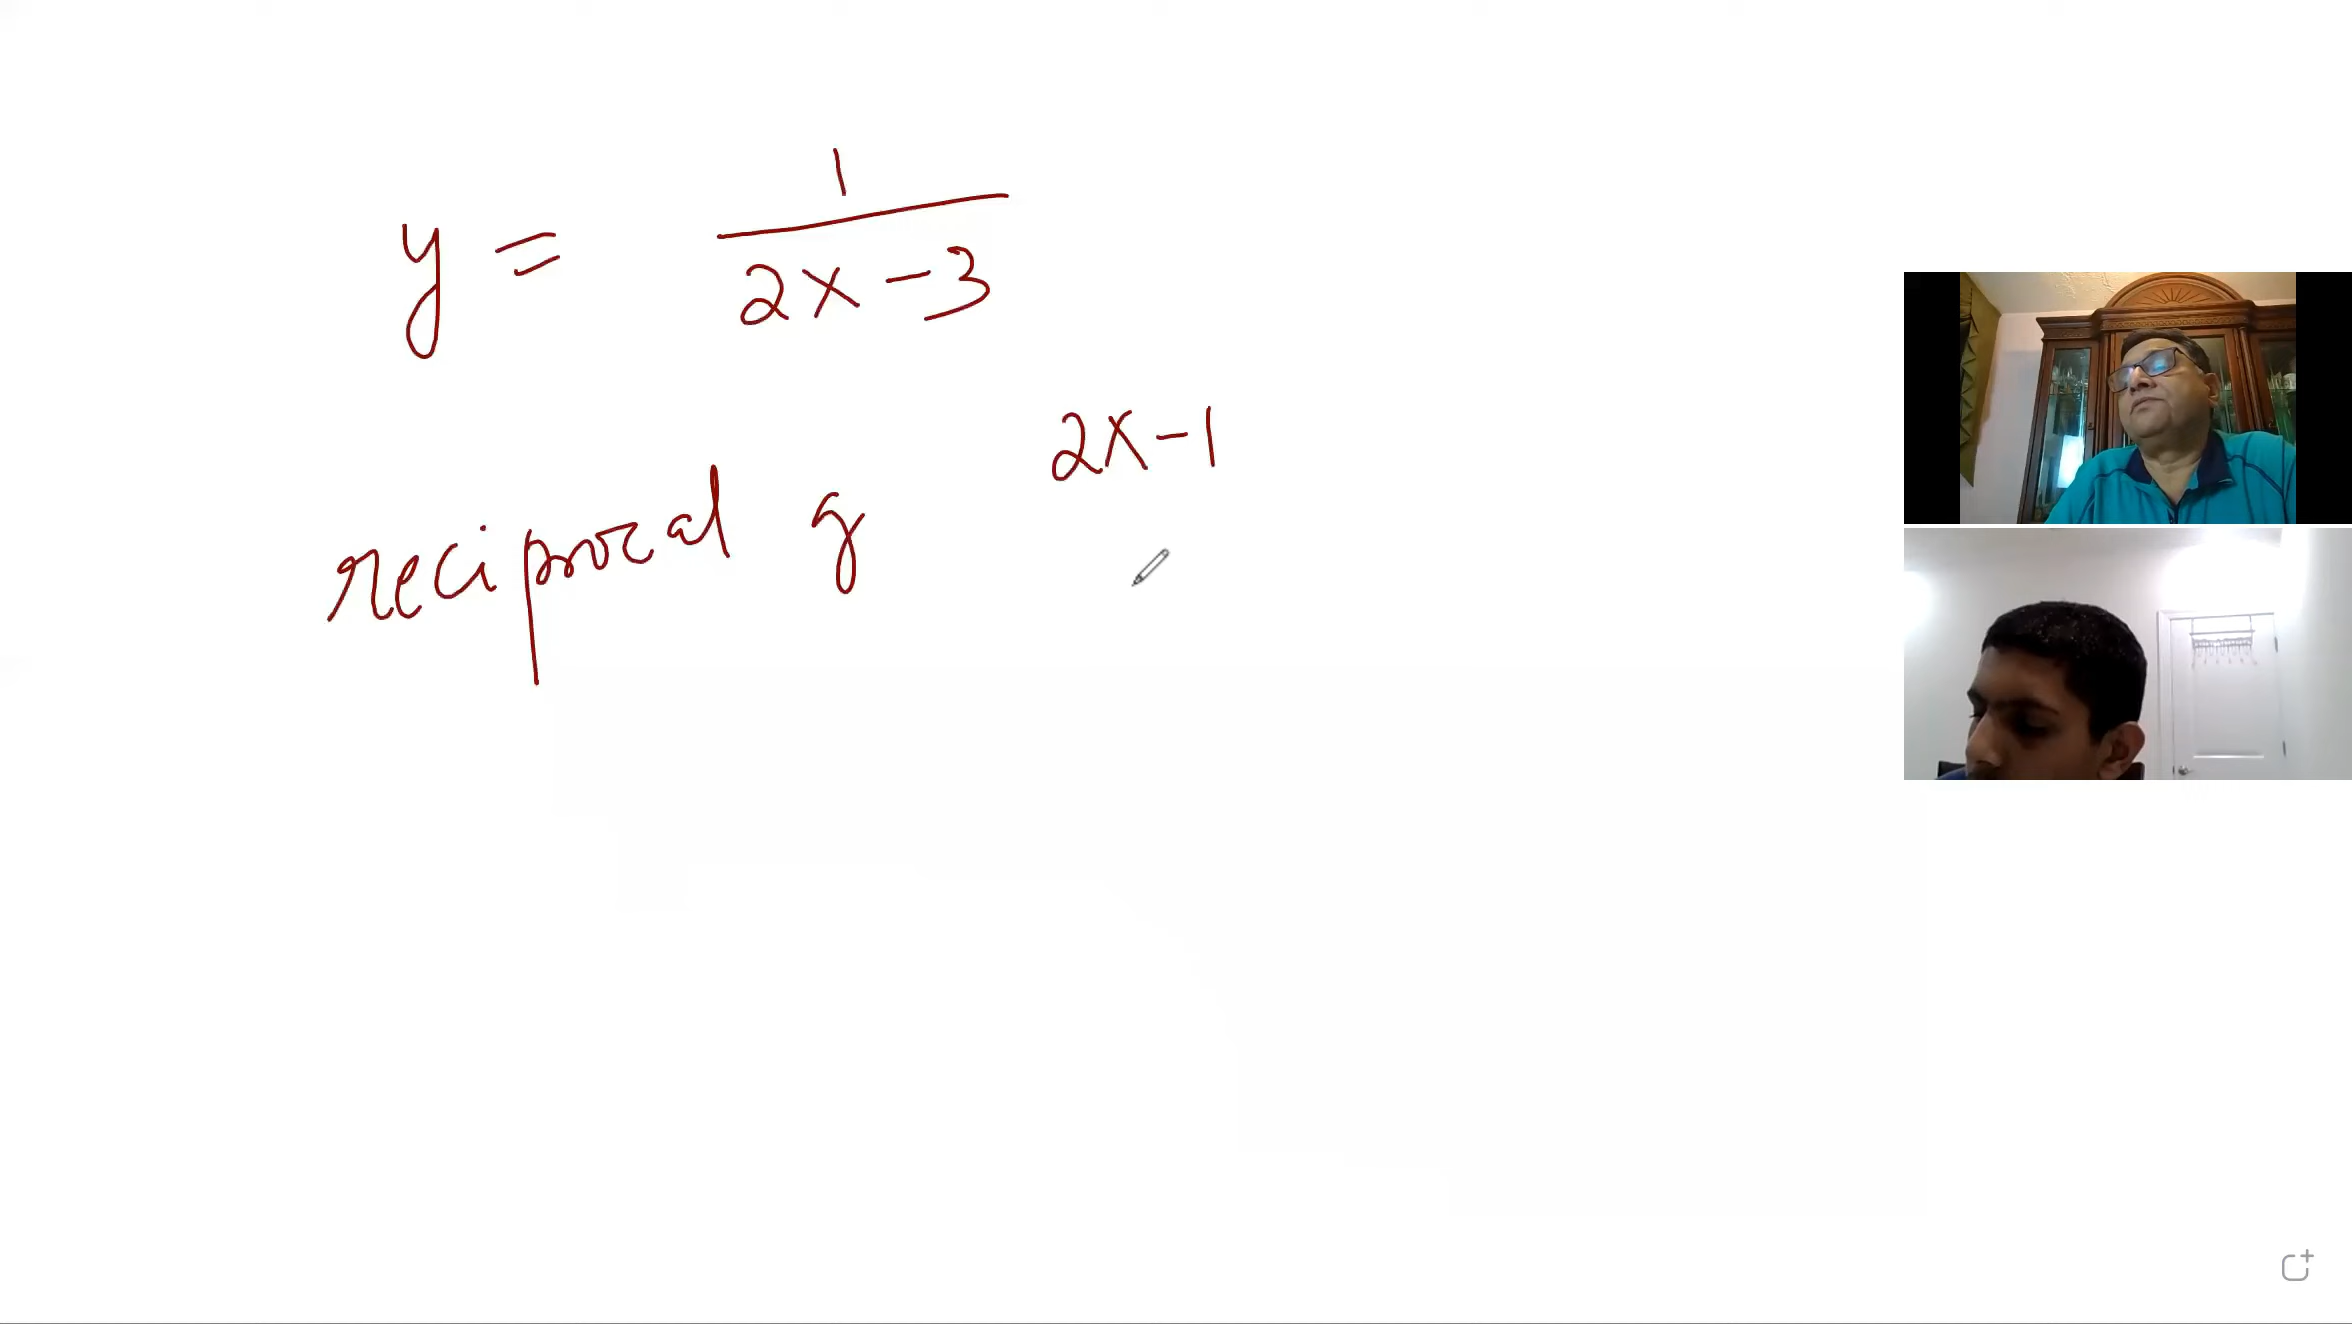 y = 1/(2x-3)
2x-1
reciprocal of